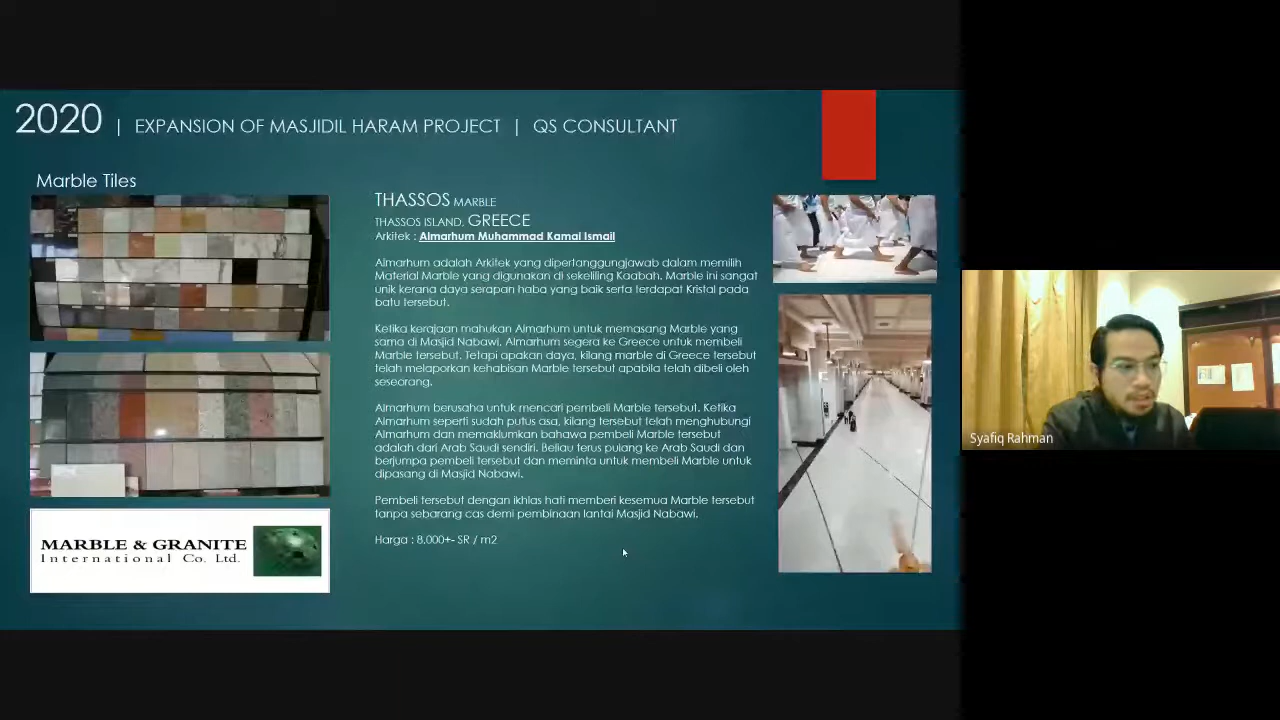 2020 | EXPANSION OF MASJIDIL HARAM PROJECT | QS CONSULTANT
Marble Tiles
THASSOS MARBLE
THASSOS ISLAND, GREECE
Arkitek : Almarhum Muhammad Kamal Ismail
Almarhum adalah Arkitek yang dipertanggungjawab dalam memilih
Material Marble yang digunakan di sekeliling Kaabah. Marble ini sangat
unik kerana daya serapan haba yang baik serta terdapat Kristal pada
batu tersebut.
Ketika kerajaan mahukan Almarhum untuk memasang Marble yang
sama di Masjid Nabawi, Almarhum segera ke Greece untuk membeli
Marble tersebut. Tetapi apakan daya, kilang marble di Greece tersebut
telah melaporkan kehabisan Marble tersebut apabila telah dibeli oleh
seseorang.
Almarhum berusaha untuk mencari pembeli Marble tersebut. Ketika
Almarhum seperti sudah putus asa, kilang tersebut telah menghubungi
Almarhum dan memaklumkan bahawa pembeli Marble tersebut
adalah dari Arab Saudi sendiri. Beliau terus pulang ke Arab Saudi dan
berjumpa pembeli tersebut dan meminta untuk membeli Marble untuk
dipasang di Masjid Nabawi.
Pembeli tersebut dengan ikhlas hati memberi kesemua Marble tersebut
tanpa sebarang cas demi pembinaan lantai Masjid Nabawi.
Harga : 8,000+- SR / m2
MARBLE & GRANITE
International Co. Ltd.
Syafiq Rahman